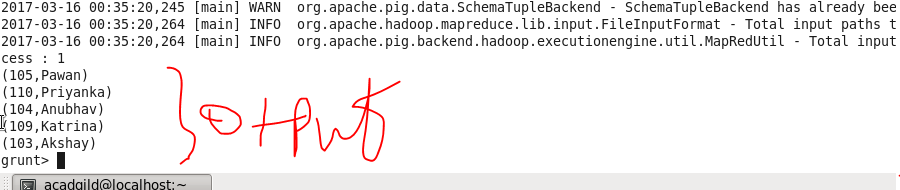 2017-03-16 00:35:20,245 [main] WARN  org.apache.pig.data.SchemaTupleBackend - SchemaTupleBackend has already bee
2017-03-16 00:35:20,264 [main] INFO  org.apache.hadoop.mapreduce.lib.input.FileInputFormat - Total input paths t
2017-03-16 00:35:20,264 [main] INFO  org.apache.pig.backend.hadoop.executionengine.util.MapRedUtil - Total input
cess : 1
(105,Pawan)
(110,Priyanka)
(104,Anubhav)
(109,Katrina)
(103,Akshay)
grunt>
acadgild@localhost:~